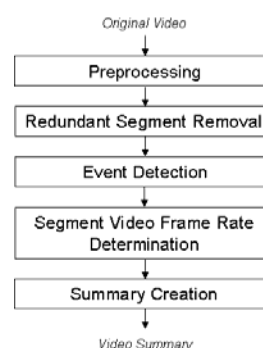 Original Video
Preprocessing
Redundant Segment Removal
Event Detection
Segment Video Frame Rate
Determination
Summary Creation
Video Summary